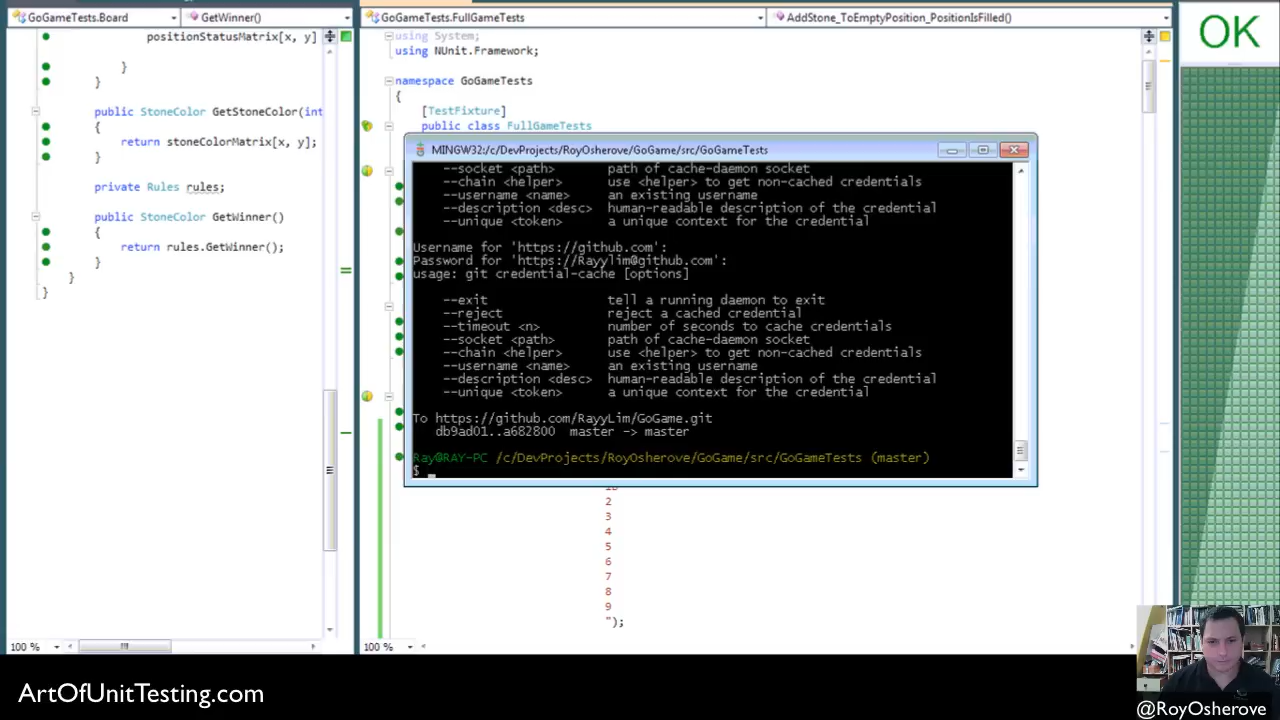 GoGameTests.Board
GetWinner()
positionStatusMatrix[x, y]
}
}
public StoneColor GetStoneColor(int
{
return stoneColorMatrix[x, y];
}
private Rules rules;
public StoneColor GetWinner()
{
return rules.GetWinner();
}
}
}
100 %
GoGameTests.FullGameTests
AddStone_ToEmptyPosition_PositionIsFilled()
using System;
using NUnit.Framework;
namespace GoGameTests
{
[TestFixture]
public class FullGameTests
MINGW32:/c/DevProjects/RoyOsherove/GoGame/src/GoGameTests
--socket <path> path of cache-daemon socket
--chain <helper> use <helper> to get non-cached credentials
--username <name> an existing username
--description <desc> human-readable description of the credential
--unique <token> a unique context for the credential
Username for 'https://github.com':
Password for 'https://Rayylim@github.com':
usage: git credential-cache [options]
--exit tell a running daemon to exit
--reject reject a cached credential
--timeout <n> number of seconds to cache credentials
--socket <path> path of cache-daemon socket
--chain <helper> use <helper> to get non-cached credentials
--username <name> an existing username
--description <desc> human-readable description of the credential
--unique <token> a unique context for the credential
To https://github.com/RayyLim/GoGame.git
db9ad01..a682800 master -> master
Ray@RAY-PC /c/DevProjects/RoyOsherove/GoGame/src/GoGameTests (master)
$
2
3
4
5
6
7
8
9
");
100 %
OK
ArtOfUnitTesting.com
@RoyOsherove